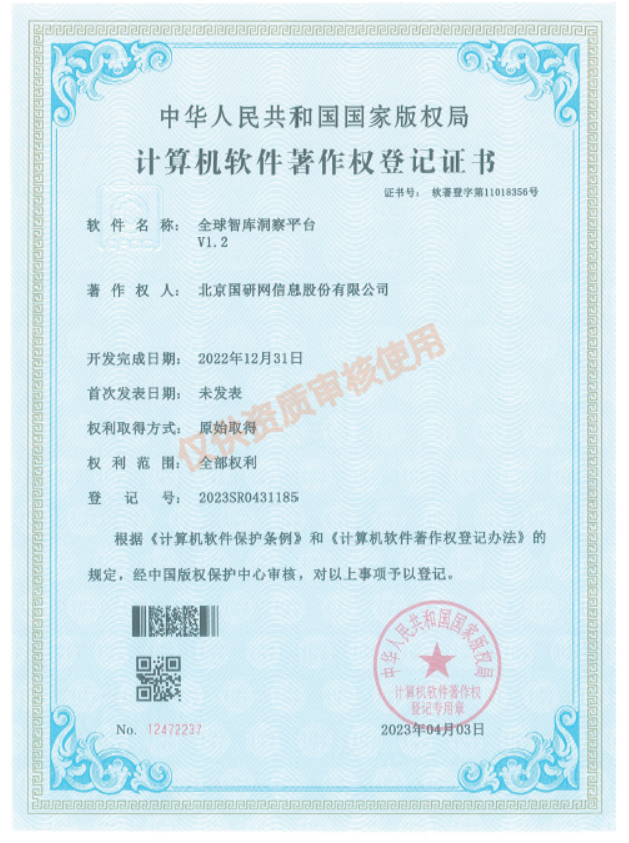 中华人民共和国国家版权局
计算机软件著作权登记证书
证书号： 软著登字第11018356号
软件名称： 全球智库洞察平台
V1.2
著作权人： 北京国研网信息股份有限公司
开发完成日期： 2022年12月31日
首次发表日期： 未发表
权利取得方式： 原始取得
权利范围： 全部权利
登记号： 2023SR0431185
仅供资质审核使用
根据《计算机软件保护条例》和《计算机软件著作权登记办法》的
规定，经中国版权保护中心审核，对以上事项予以登记。
中华人民共和国国家版权局
计算机软件著作权
登记专用章
No. 12472237
2023年04月03日